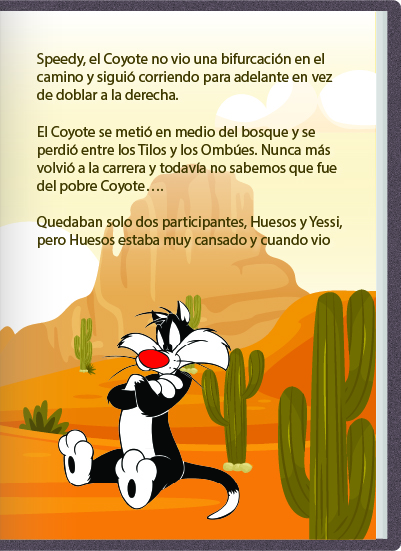 Speedy, el Coyote no vio una bifurcación en el
camino y siguió corriendo para adelante en vez
de doblar a la derecha.
El Coyote se metió en medio del bosque y se
perdió entre los Tilos y los Ombúes. Nunca más
volvió a la carrera y todavía no sabemos que fue
del pobre Coyote….
Quedaban solo dos participantes, Huesos y Yessi,
pero Huesos estaba muy cansado y cuando vio